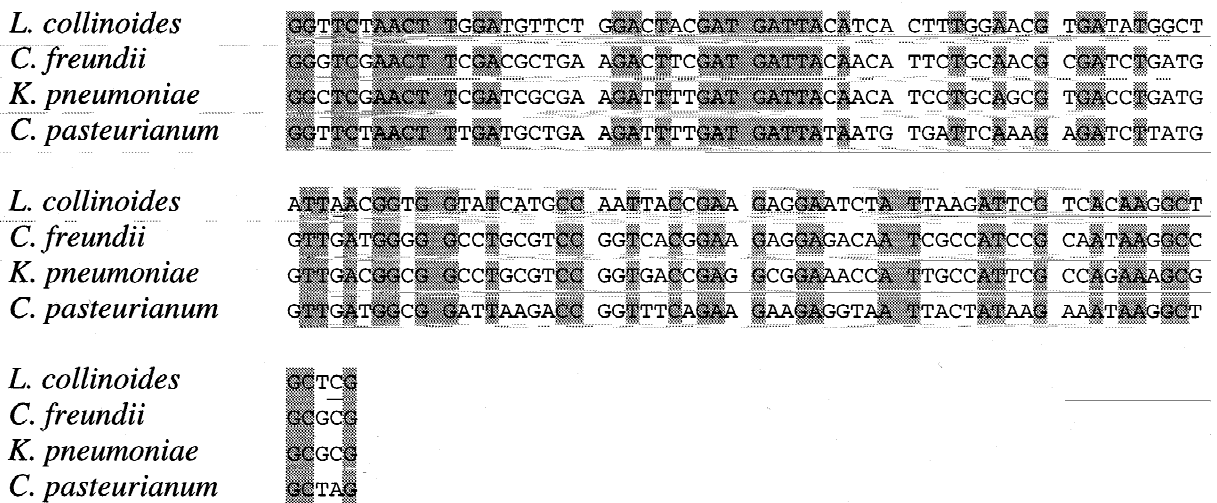 L. collinoides GGTTCTAACT TGGATGTTCT GGACTACGAT GATTACATCA CTTTGGAACG TGATATGGCT
C. freundii GGGTCGAACT TCGACGCTGA AGACTTCGAT GATTACAACA TTCTGCAACG CGATCTGATG
K. pneumoniae GGCTCGAACT TCGATCGCGA AGATTTTGAT GATTACAACA TCCTGCAGCG TGACCTGATG
C. pasteurianum GGTTCTAACT TTGATGCTGA AGATTTTGAT GATTATAATG TGATTCAAAG AGATCTTATG
L. collinoides ATTAACGGTG GTATCATGCC AATTACCGAA GAGGAATCTA TTAAGATTCG TCACAAGGCT
C. freundii GTTGATGGGG GCCTGCGTCC GGTCACGGAA GAGGAGACAA TCGCCATCCG CAATAAGGCC
K. pneumoniae GTTGACGGCG GCCTGCGTCC GGTGACCGAG GCGGAAACCA TTGCCATTCG CCAGAAAGCG
C. pasteurianum GTTGATGGCG GATTAAGACC GGTTTCAGAA GAAGAGGTAA TTACTATAAG AAATAAGGCT
L. collinoides GCTCG
C. freundii GCGCG
K. pneumoniae GCGCG
C. pasteurianum GCTAG